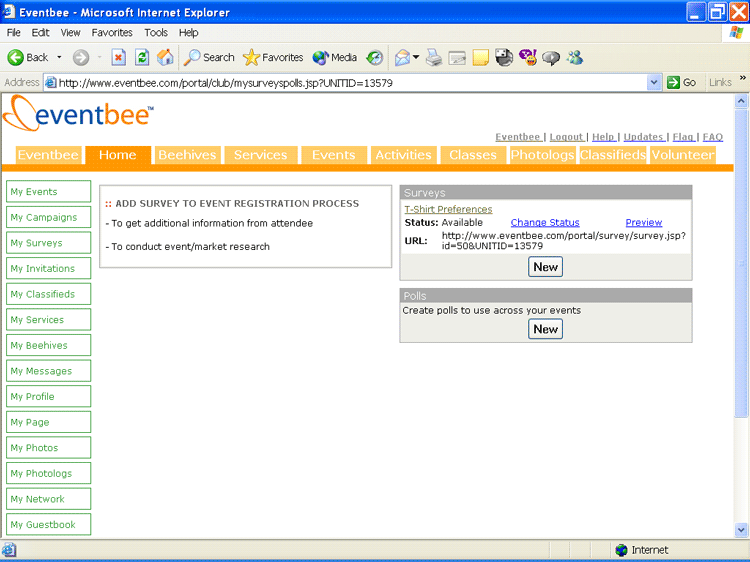 Eventbee - Microsoft Internet Explorer
File Edit View Favorites Tools Help
Back Search Favorites Media
Address http://www.eventbee.com/portal/club/mysurveyspolls.jsp?UNITID=13579 Go Links »
eventbee™
Eventbee | Logout | Help | Updates | Flag | FAQ
Eventbee Home Beehives Services Events Activities Classes Photologs Classifieds Volunteer
My Events
My Campaigns
My Surveys
My Invitations
My Classifieds
My Services
My Beehives
My Messages
My Profile
My Page
My Photos
My Photologs
My Network
My Guestbook
:: ADD SURVEY TO EVENT REGISTRATION PROCESS
- To get additional information from attendee
- To conduct event/market research
Surveys
T-Shirt Preferences
Status: Available Change Status Preview
URL: http://www.eventbee.com/portal/survey/survey.jsp?
id=50&UNITID=13579
New
Polls
Create polls to use across your events
New
Internet